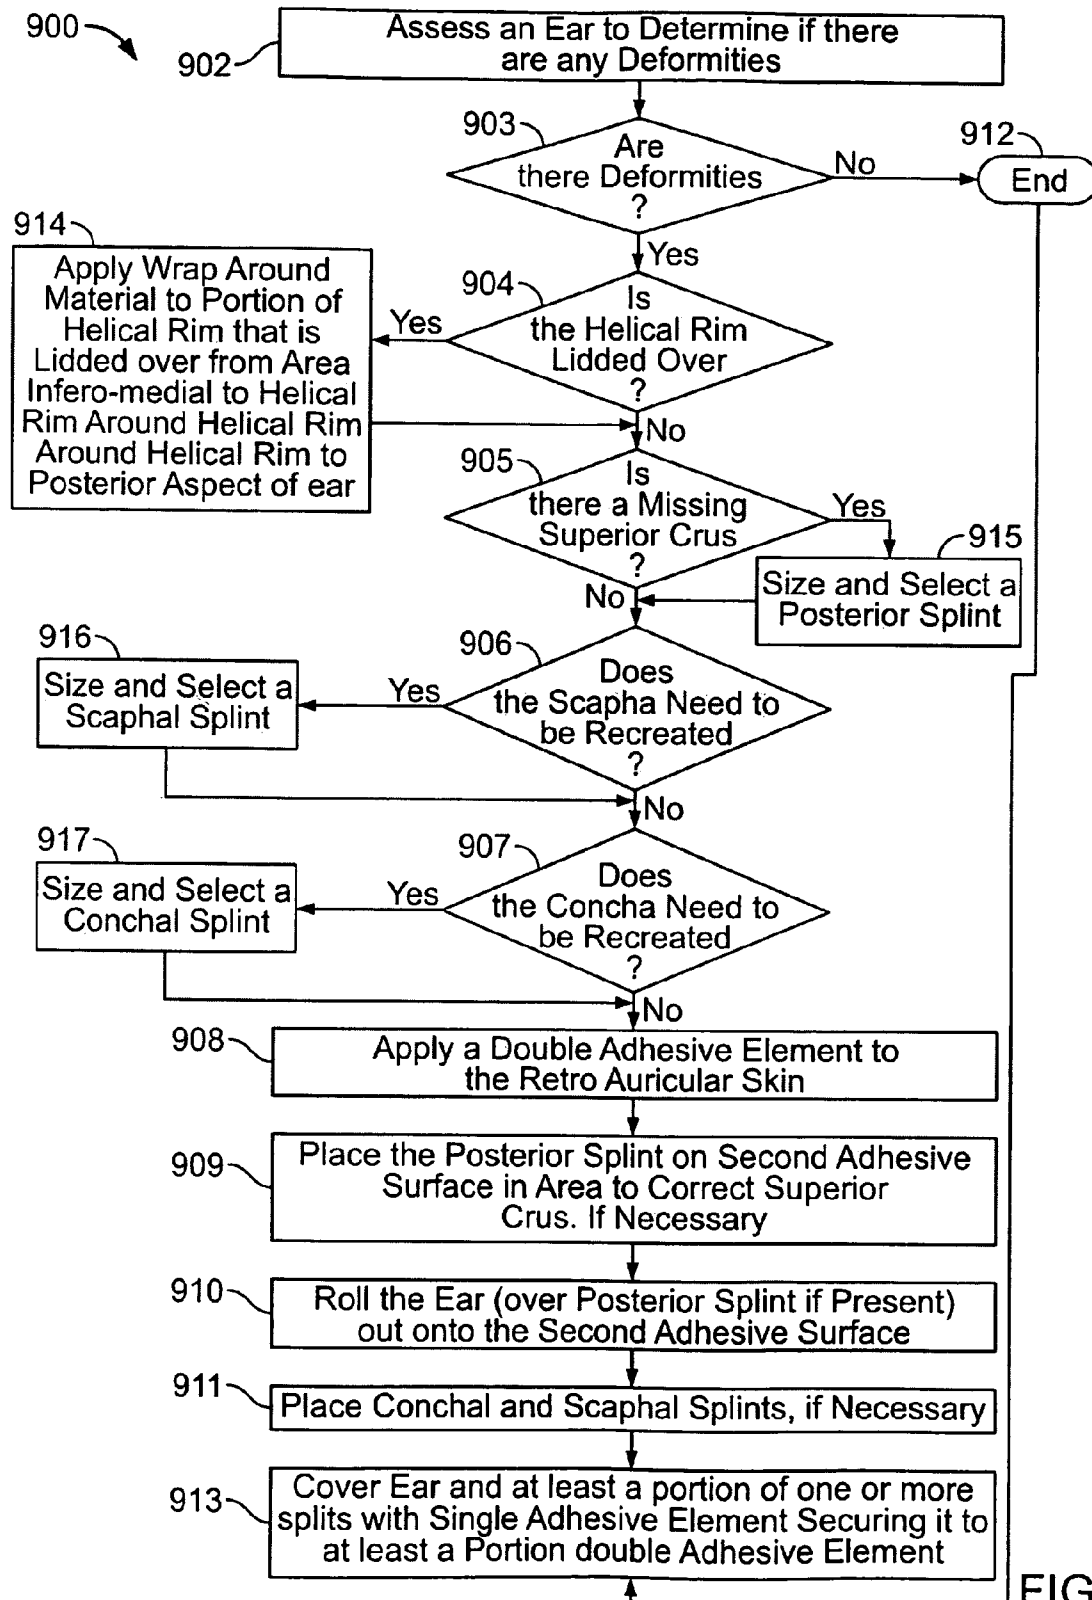 900
902
Assess an Ear to Determine if there
are any Deformities
903
Are
there Deformities
?
No
912
End
Yes
914
Apply Wrap Around
Material to Portion of
Helical Rim that is
Lidded over from Area
Infero-medial to Helical
Rim Around Helical Rim
Around Helical Rim to
Posterior Aspect of ear
904
Is
the Helical Rim
Lidded Over
?
Yes
No
905
Is
there a Missing
Superior Crus
?
Yes
915
Size and Select a
Posterior Splint
No
906
Does
the Scapha Need to
be Recreated
?
Yes
916
Size and Select a
Scaphal Splint
No
907
Does
the Concha Need to
be Recreated
?
Yes
917
Size and Select a
Conchal Splint
No
908
Apply a Double Adhesive Element to
the Retro Auricular Skin
909
Place the Posterior Splint on Second Adhesive
Surface in Area to Correct Superior
Crus. If Necessary
910
Roll the Ear (over Posterior Splint if Present)
out onto the Second Adhesive Surface
911
Place Conchal and Scaphal Splints, if Necessary
913
Cover Ear and at least a portion of one or more
splits with Single Adhesive Element Securing it to
at least a Portion double Adhesive Element
FIG